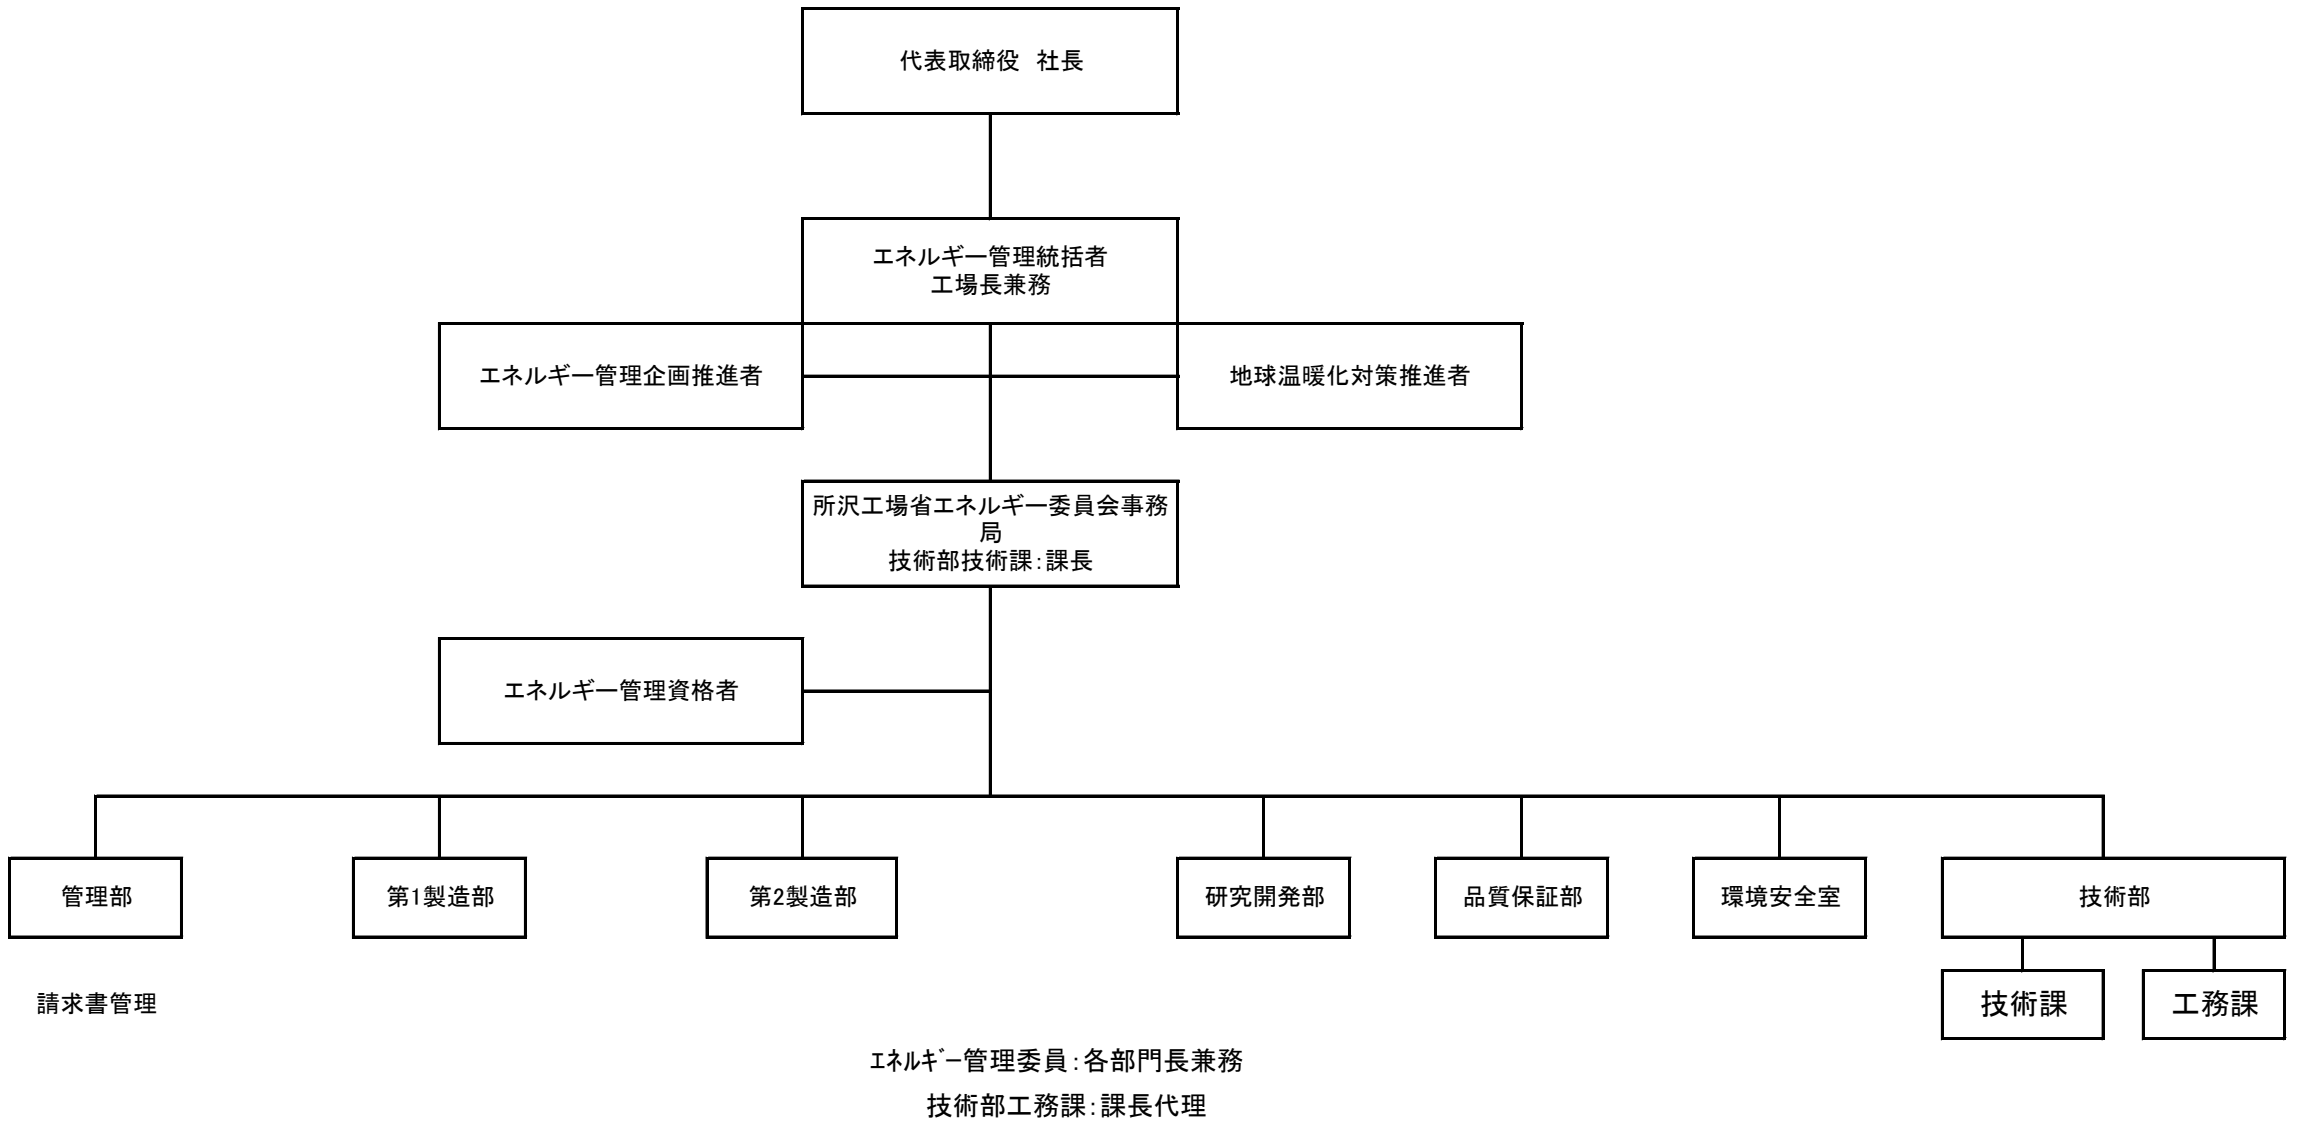 代表取締役　社長
エネルギー管理統括者
工場長兼務
エネルギー管理企画推進者
地球温暖化対策推進者
所沢工場省エネルギー委員会事務
局
技術部技術課：課長
エネルギー管理資格者
管理部
第1製造部
第2製造部
研究開発部
品質保証部
環境安全室
技術部
請求書管理
技術課
工務課
ｴﾈﾙｷﾞｰ管理委員：各部門長兼務
技術部工務課：課長代理